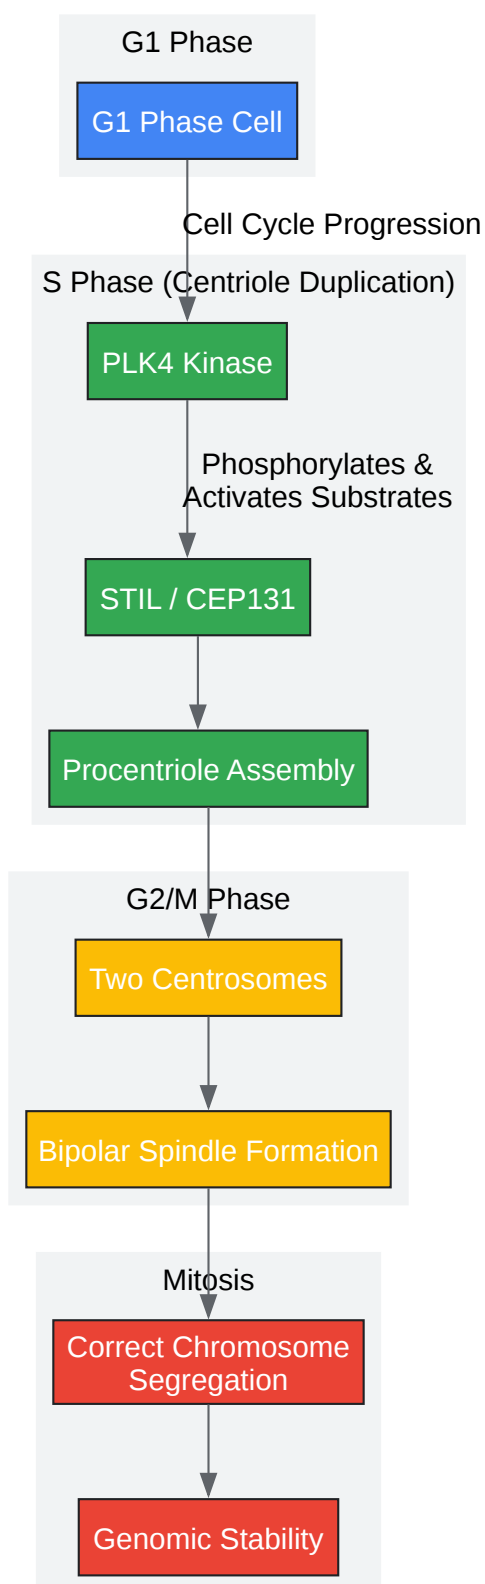 G1 Phase
G1 Phase Cell
Cell Cycle Progression
S Phase (Centriole Duplication)
PLK4 Kinase
Phosphorylates &
Activates Substrates
STIL / CEP131
Procentriole Assembly
G2/M Phase
Two Centrosomes
Bipolar Spindle Formation
Mitosis
Correct Chromosome
Segregation
Genomic Stability